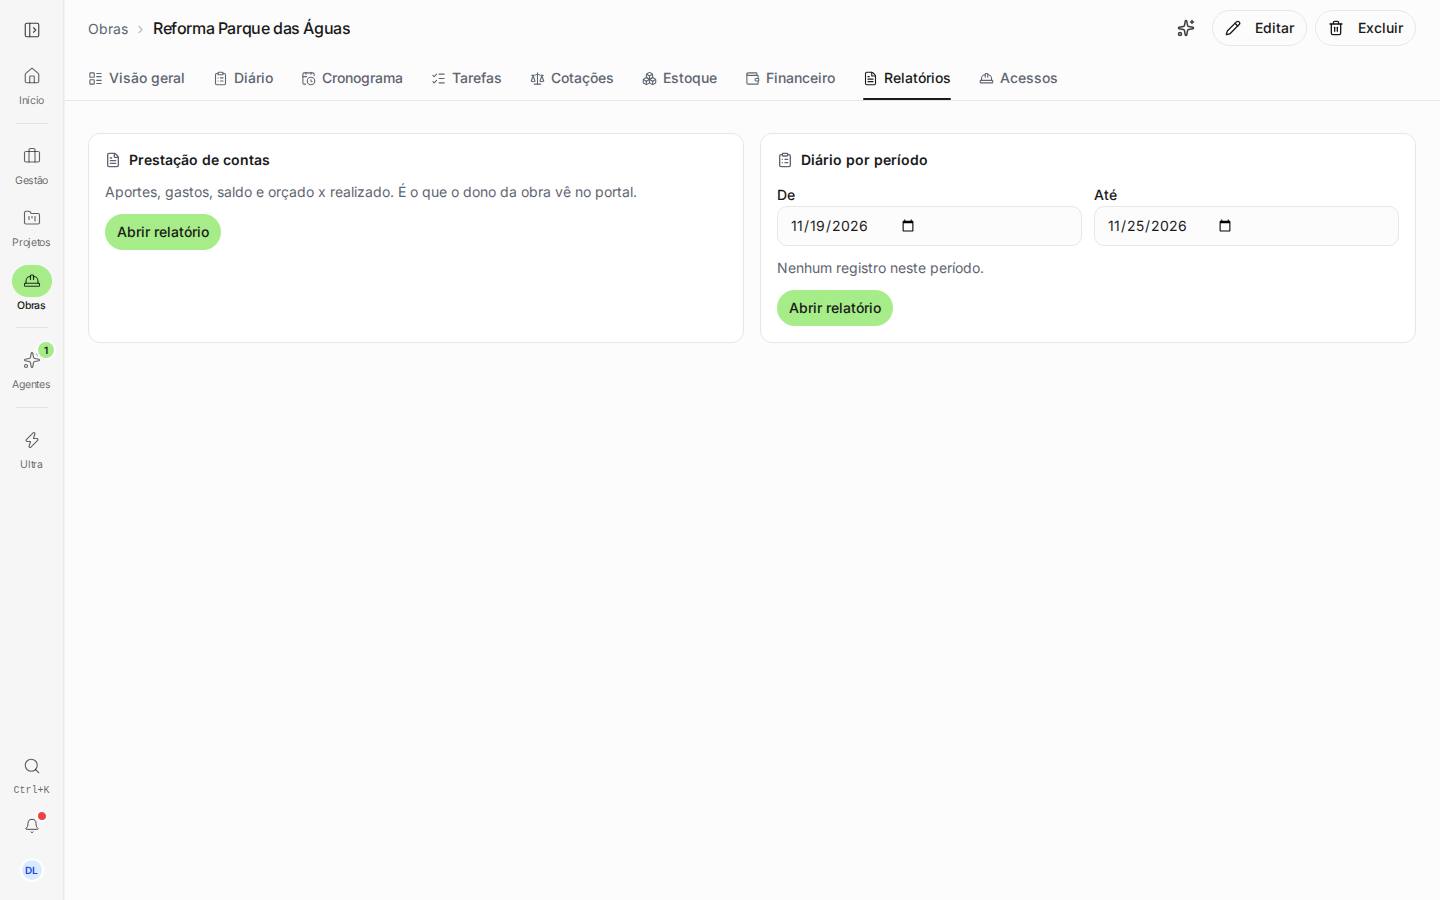 Obras
Reforma Parque das Águas
Editar
Excluir
Visão geral
Diário
Cronograma
Tarefas
Cotações
Estoque
Financeiro
Relatórios
Acessos
Início
Gestão
Projetos
Obras
1
Agentes
Ultra
Ctrl+K
DL
Prestação de contas
Aportes, gastos, saldo e orçado x realizado. É o que o dono da obra vê no portal.
Abrir relatório
Diário por período
De
Até
11/19/2026
11/25/2026
Nenhum registro neste período.
Abrir relatório